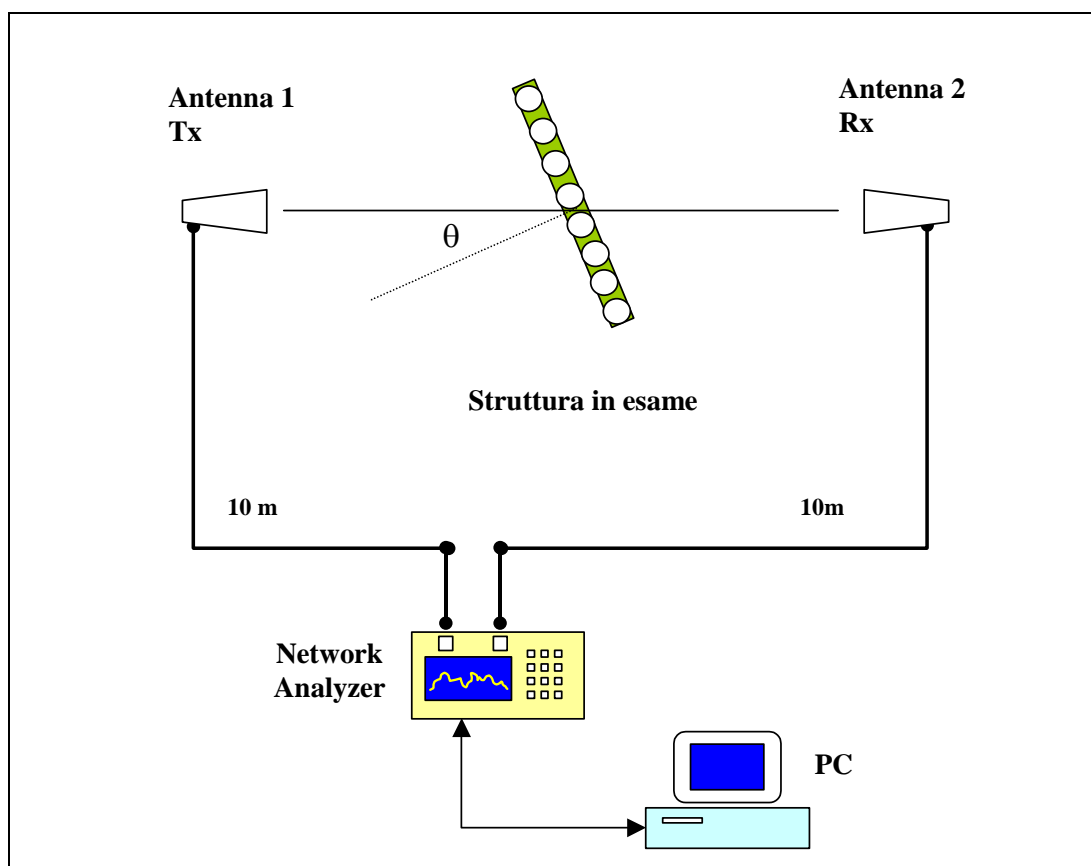 Antenna 1
Tx
Antenna 2
Rx
θ
Struttura in esame
10 m
10m
Network
Analyzer
PC